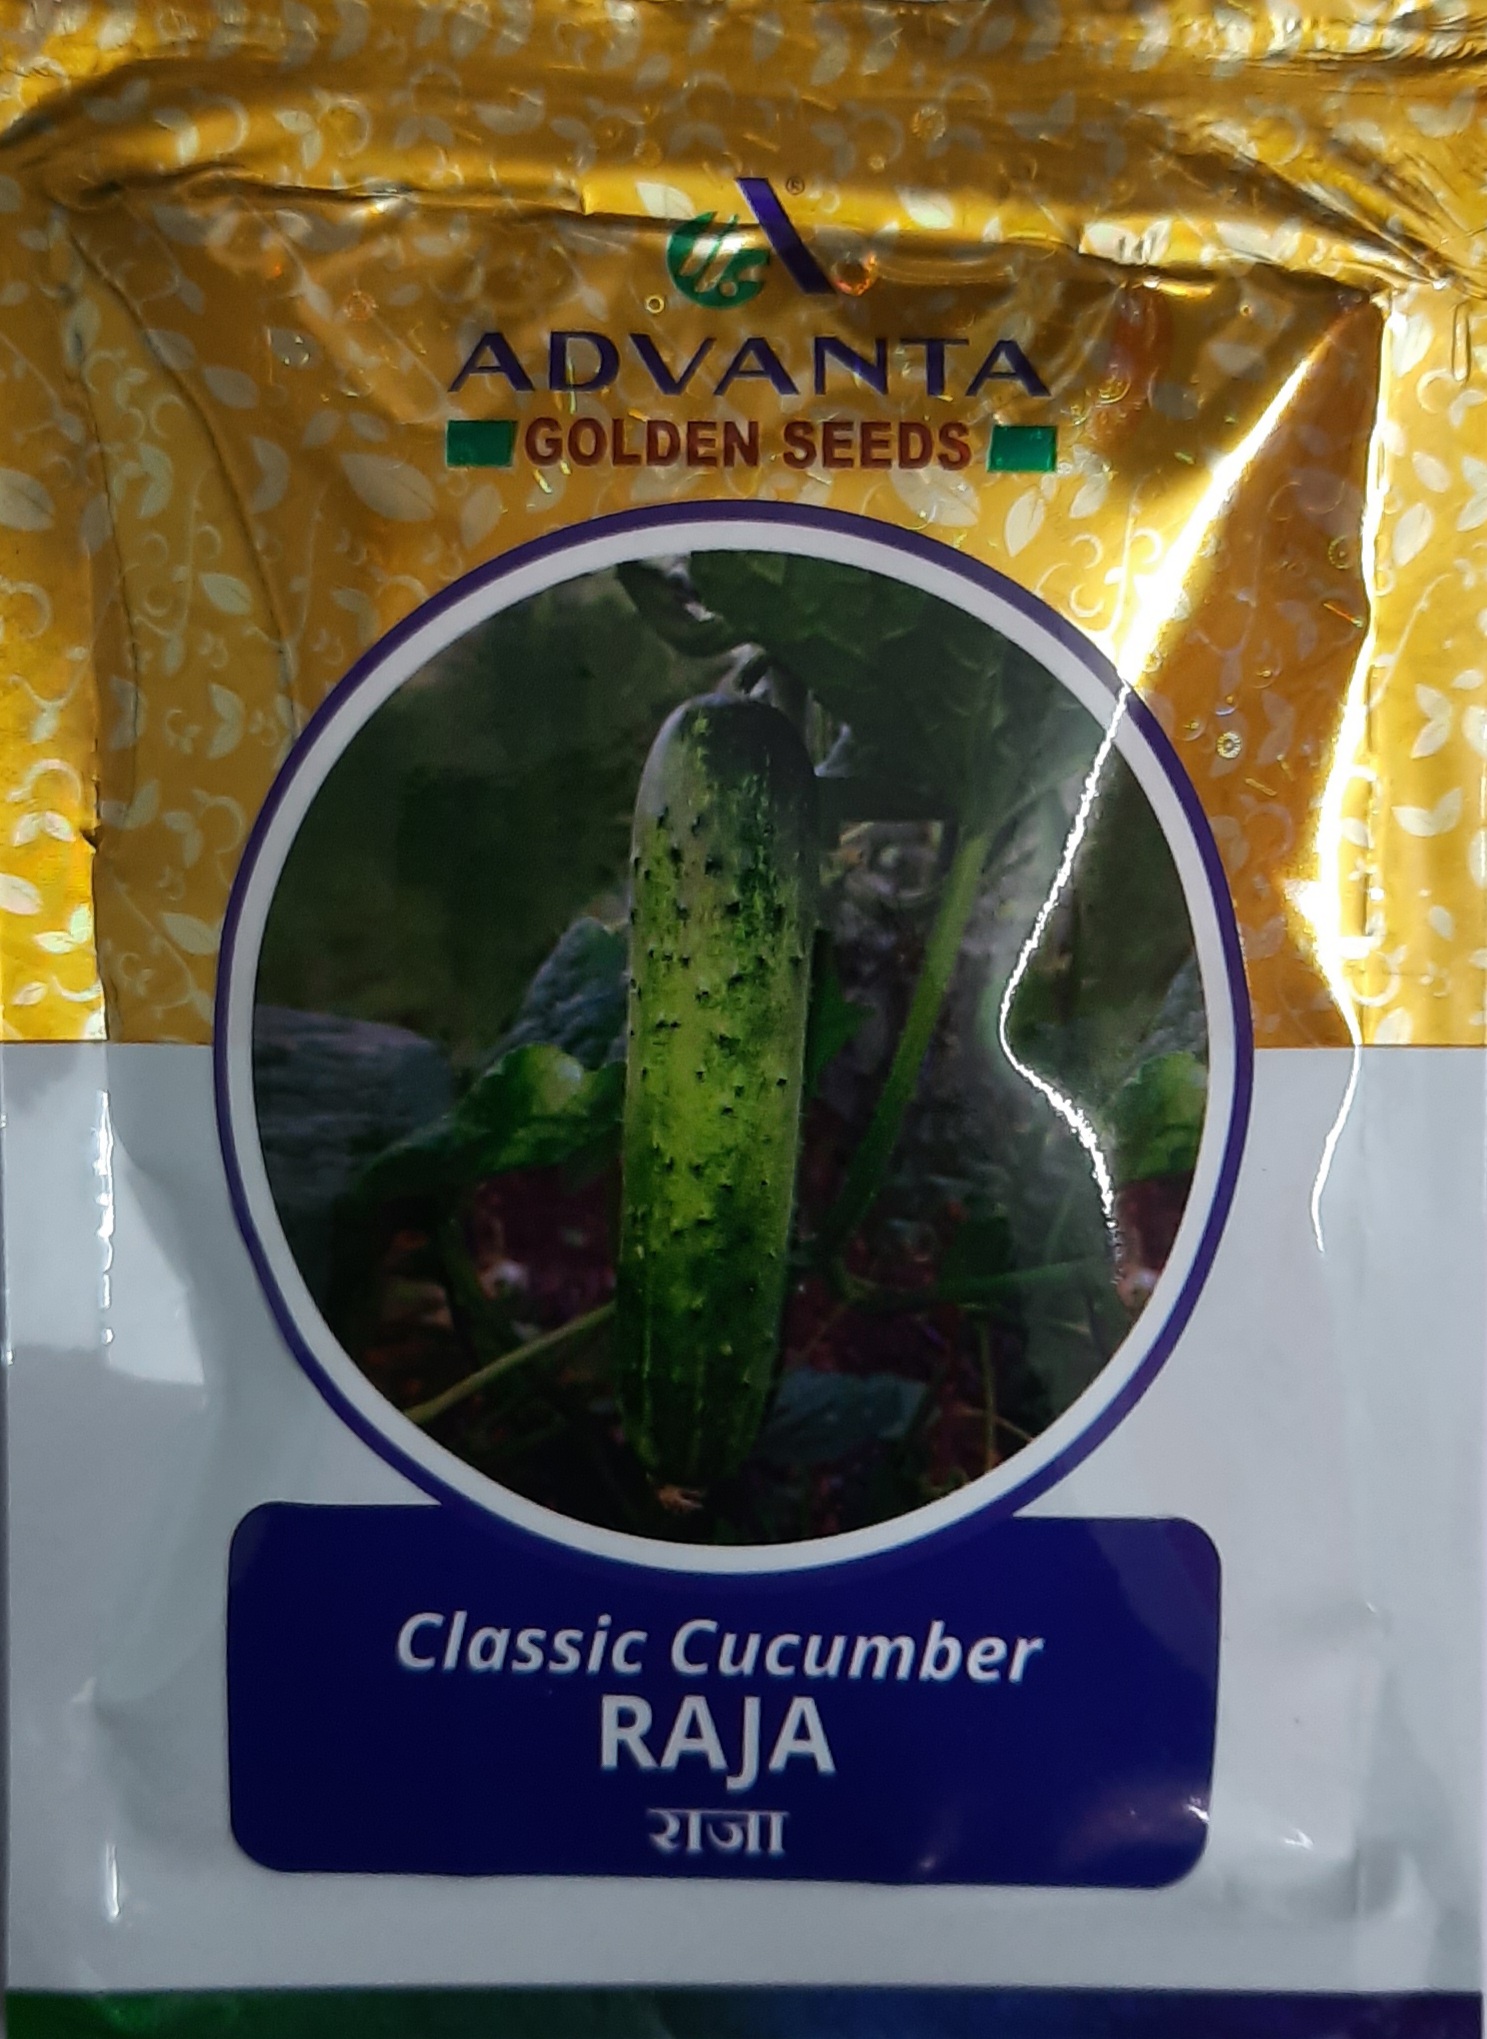 ®
ADVANTA
GOLDEN SEEDS
Classic Cucumber
RAJA
राजा